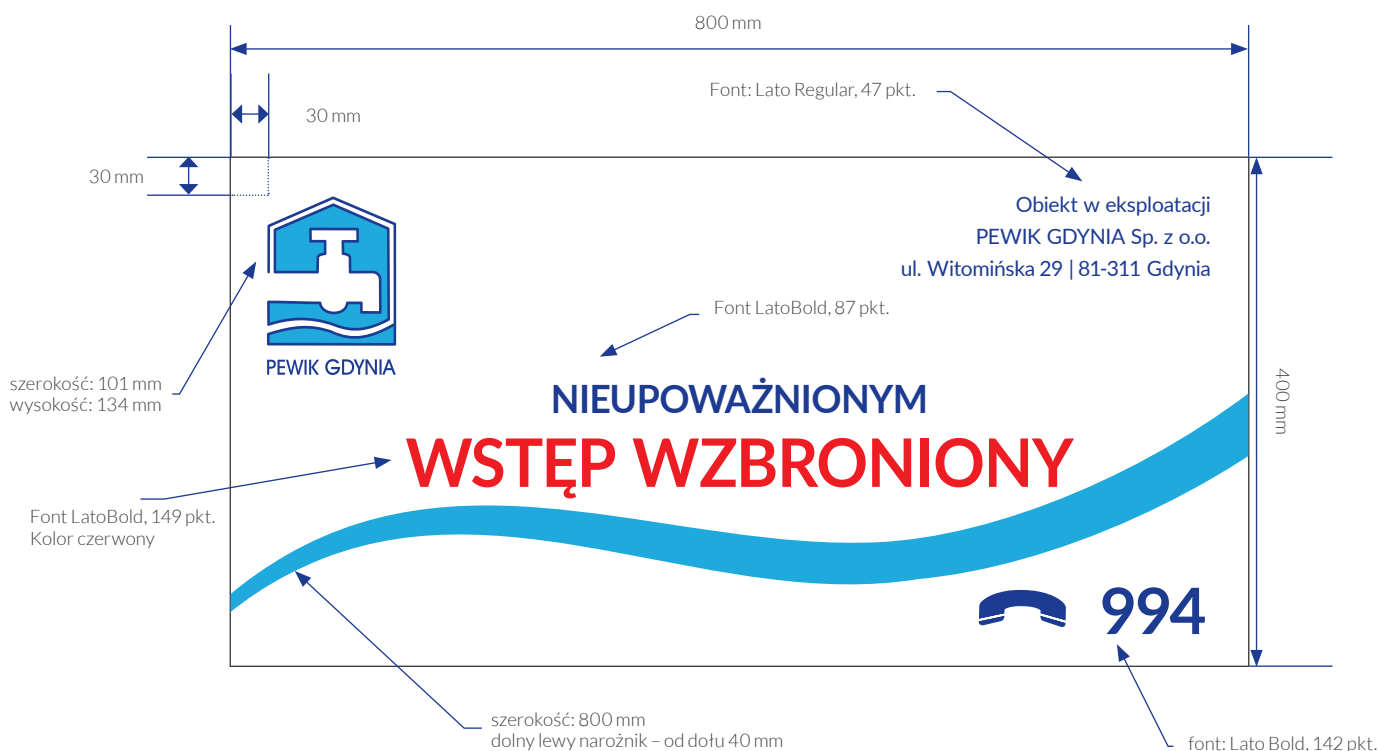 800 mm
Font: Lato Regular, 47 pkt.
30 mm
30 mm
Obiekt w eksploatacji
PEWIK GDYNIA Sp. z o.o.
ul. Witomińska 29 | 81-311 Gdynia
Font LatoBold, 87 pkt.
PEWIK GDYNIA
szerokość: 101 mm
wysokość: 134 mm
400 mm
NIEUPOWAŻNIONYM
WSTĘP WZBRONIONY
Font LatoBold, 149 pkt.
Kolor czerwony
994
szerokość: 800 mm
dolny lewy narożnik – od dołu 40 mm
font: Lato Bold, 142 pkt.